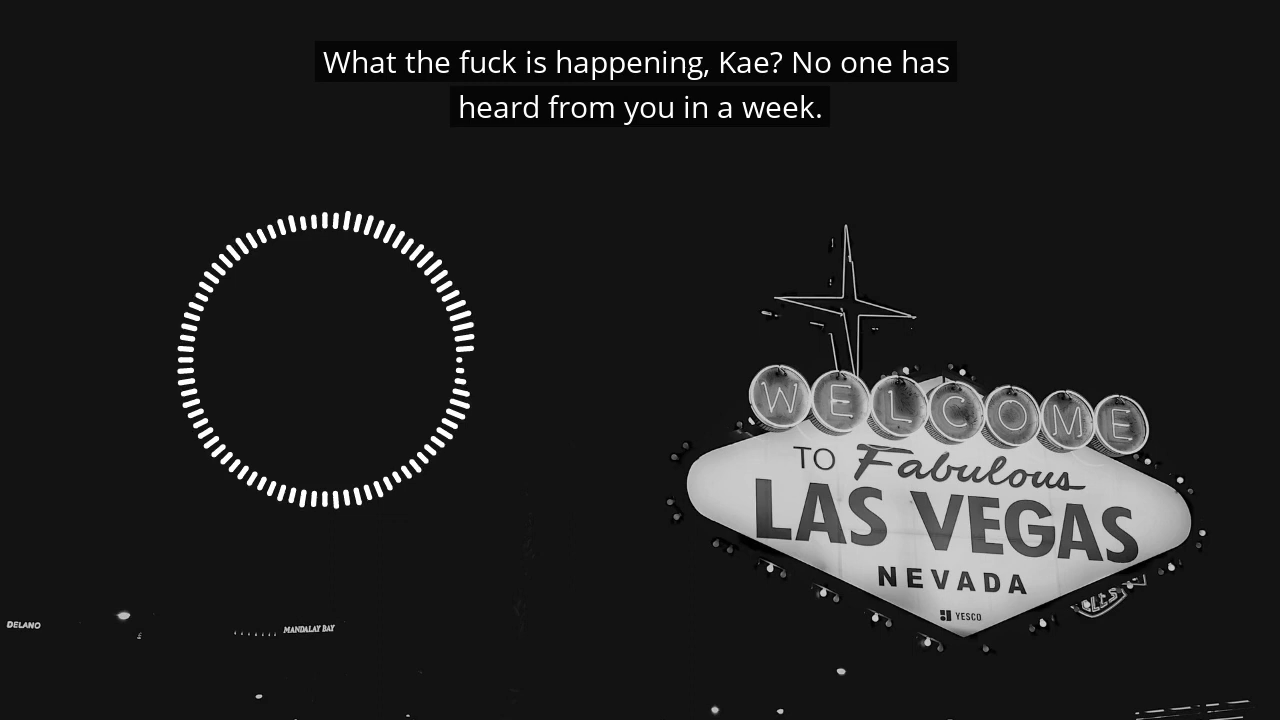 What the fuck is happening, Kae? No one has
heard from you in a week.
WELCOME
TO Fabulous
LAS VEGAS
NEVADA
YESCO
DELANO
MANDALAY BAY